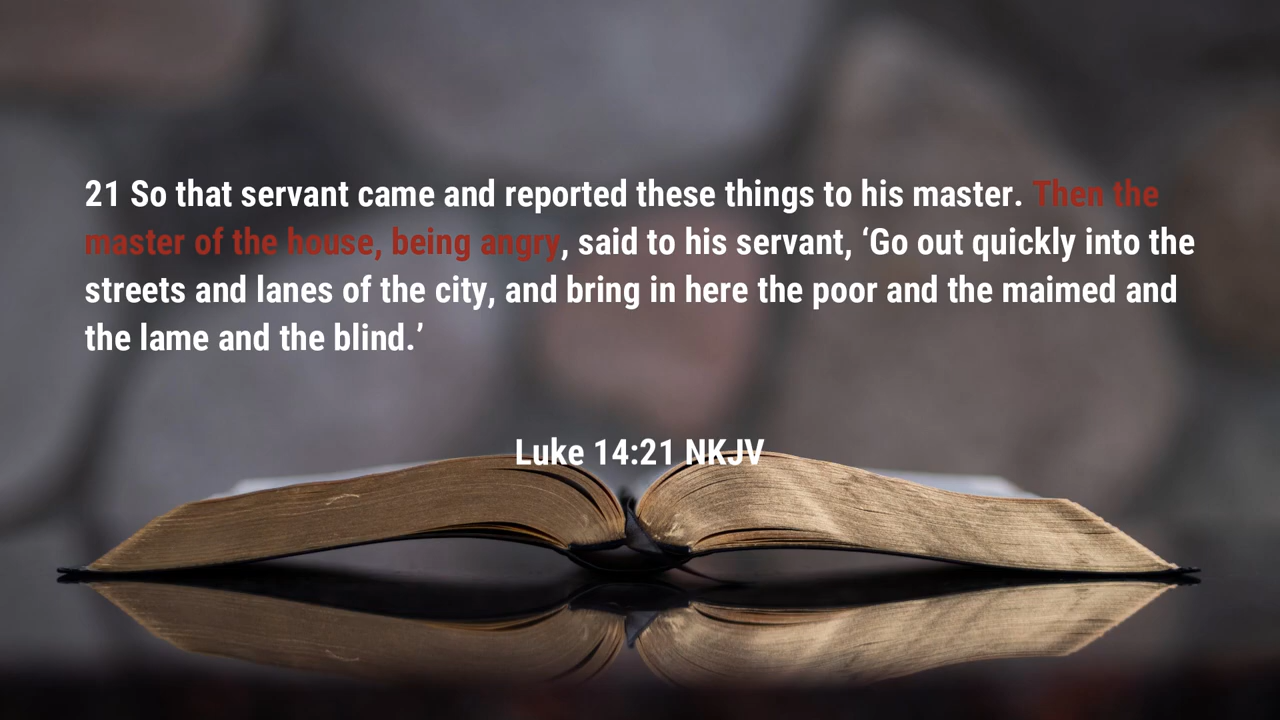 21 So that servant came and reported these things to his master. Then the
master of the house, being angry, said to his servant, ‘Go out quickly into the
streets and lanes of the city, and bring in here the poor and the maimed and
the lame and the blind.’
Luke 14:21 NKJV